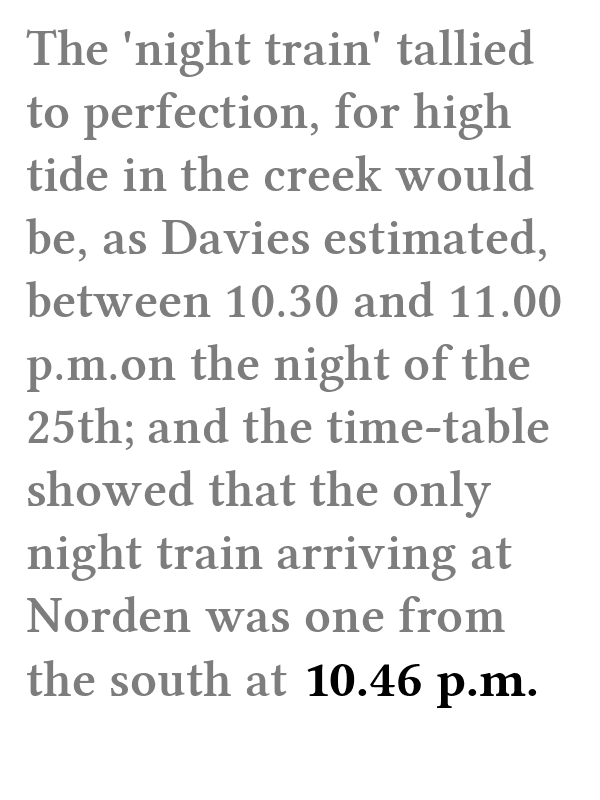 The 'night train' tallied
to perfection, for high
tide in the creek would
be, as Davies estimated,
between 10.30 and 11.00
p.m.on the night of the
25th; and the time-table
showed that the only
night train arriving at
Norden was one from
the south at 10.46 p.m.